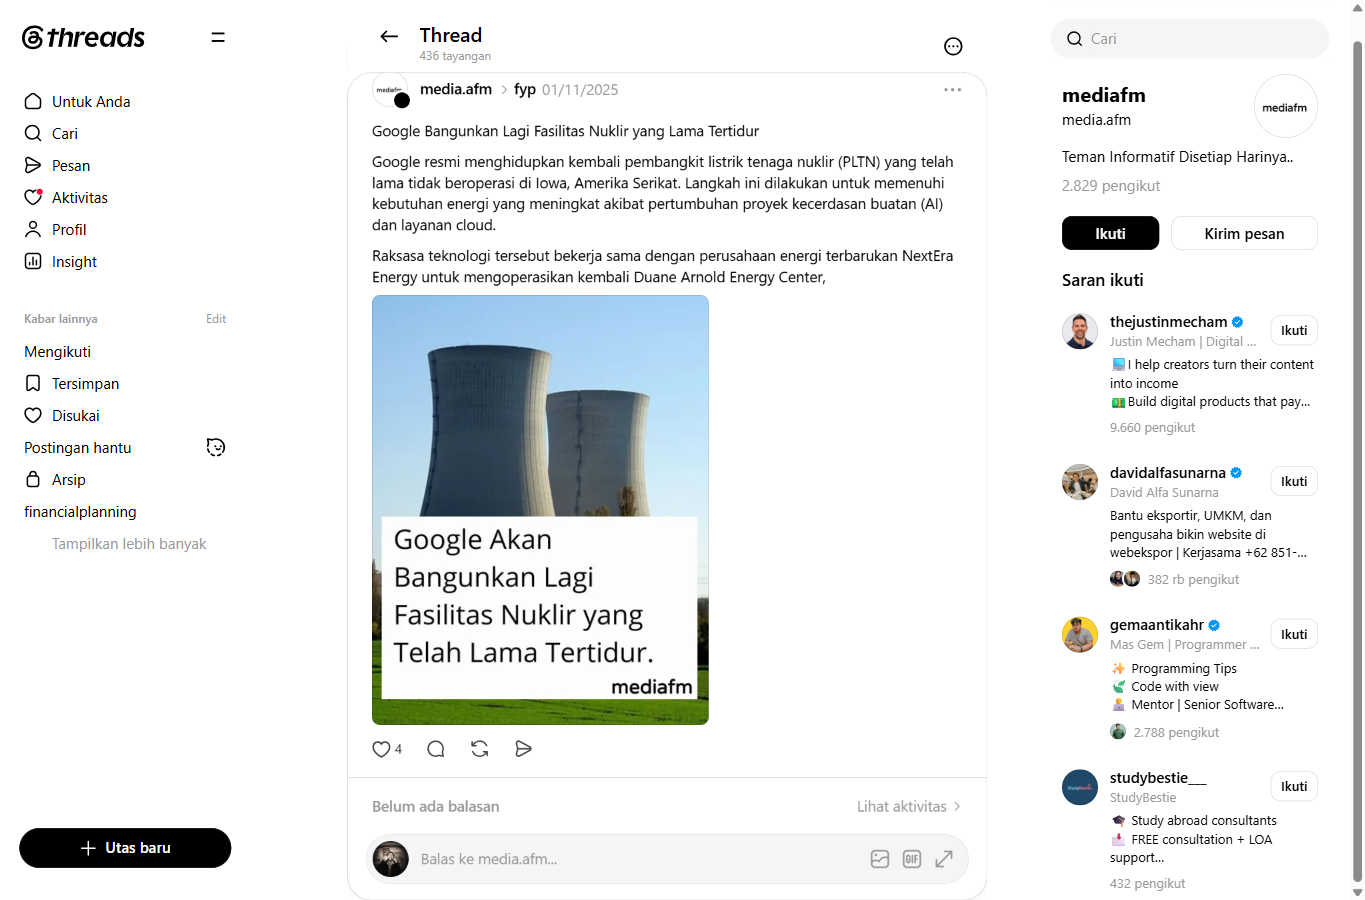 threads
Untuk Anda
Cari
Pesan
Aktivitas
Profil
Insight
Kabar lainnya
Edit
Mengikuti
Tersimpan
Disukai
Postingan hantu
Arsip
financialplanning
Tampilkan lebih banyak
Utas baru
Thread
436 tayangan
mediafm
media.afm > fyp 01/11/2025
Google Bangunkan Lagi Fasilitas Nuklir yang Lama Tertidur
Google resmi menghidupkan kembali pembangkit listrik tenaga nuklir (PLTN) yang telah
lama tidak beroperasi di Iowa, Amerika Serikat. Langkah ini dilakukan untuk memenuhi
kebutuhan energi yang meningkat akibat pertumbuhan proyek kecerdasan buatan (AI)
dan layanan cloud.
Raksasa teknologi tersebut bekerja sama dengan perusahaan energi terbarukan NextEra
Energy untuk mengoperasikan kembali Duane Arnold Energy Center,
Google Akan
Bangunkan Lagi
Fasilitas Nuklir yang
Telah Lama Tertidur.
mediafm
4
Belum ada balasan
Lihat aktivitas
Balas ke media.afm...
GIF
Cari
mediafm
media.afm
mediafm
Teman Informatif Disetiap Harinya..
2.829 pengikut
Ikuti
Kirim pesan
Saran ikuti
thejustinmecham
Justin Mecham | Digital ...
Ikuti
I help creators turn their content
into income
Build digital products that pay...
9.660 pengikut
davidalfasunarna
David Alfa Sunarna
Ikuti
Bantu eksportir, UMKM, dan
pengusaha bikin website di
webekspor | Kerjasama +62 851-...
382 rb pengikut
gemaantikahr
Mas Gem | Programmer ...
Ikuti
Programming Tips
Code with view
Mentor | Senior Software...
2.788 pengikut
studybestie___
StudyBestie
Ikuti
Study abroad consultants
FREE consultation + LOA
support...
432 pengikut